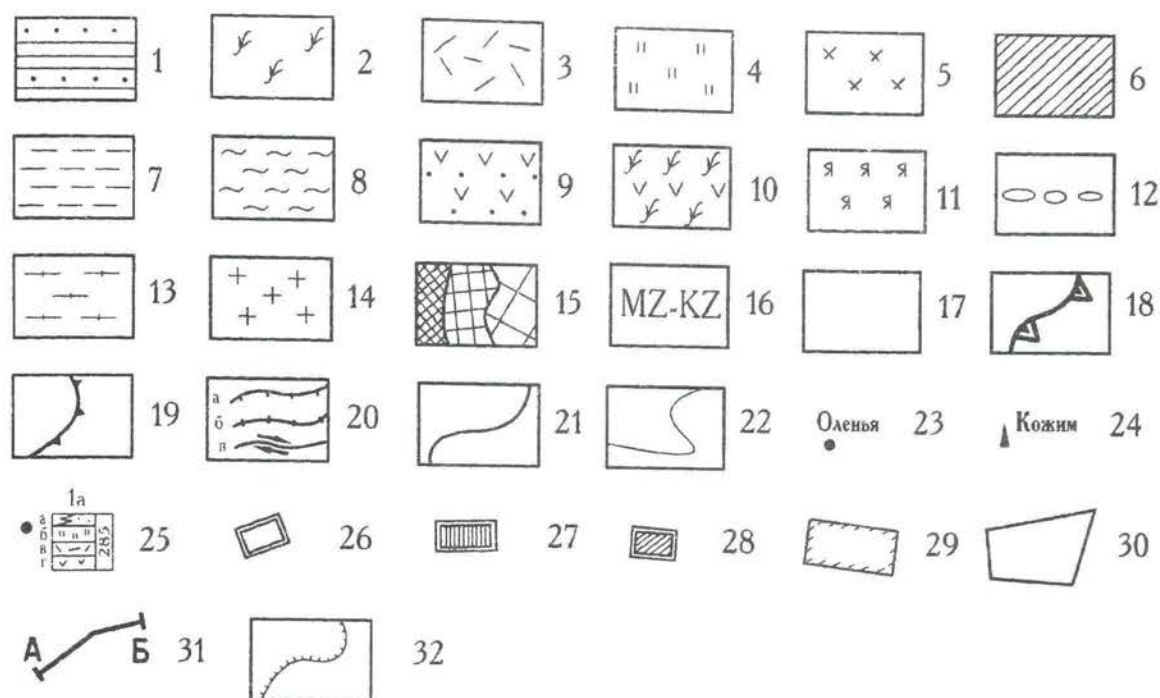 1 2 3 4 5 6
7 8 9 10 11 12
13 14 15 MZ-KZ 16 17 18
19 а б я 20 21 22 Оленья 23 Кожим 24
1а
а б в г 285 25 26 27 28 29 30
А Б 31 32